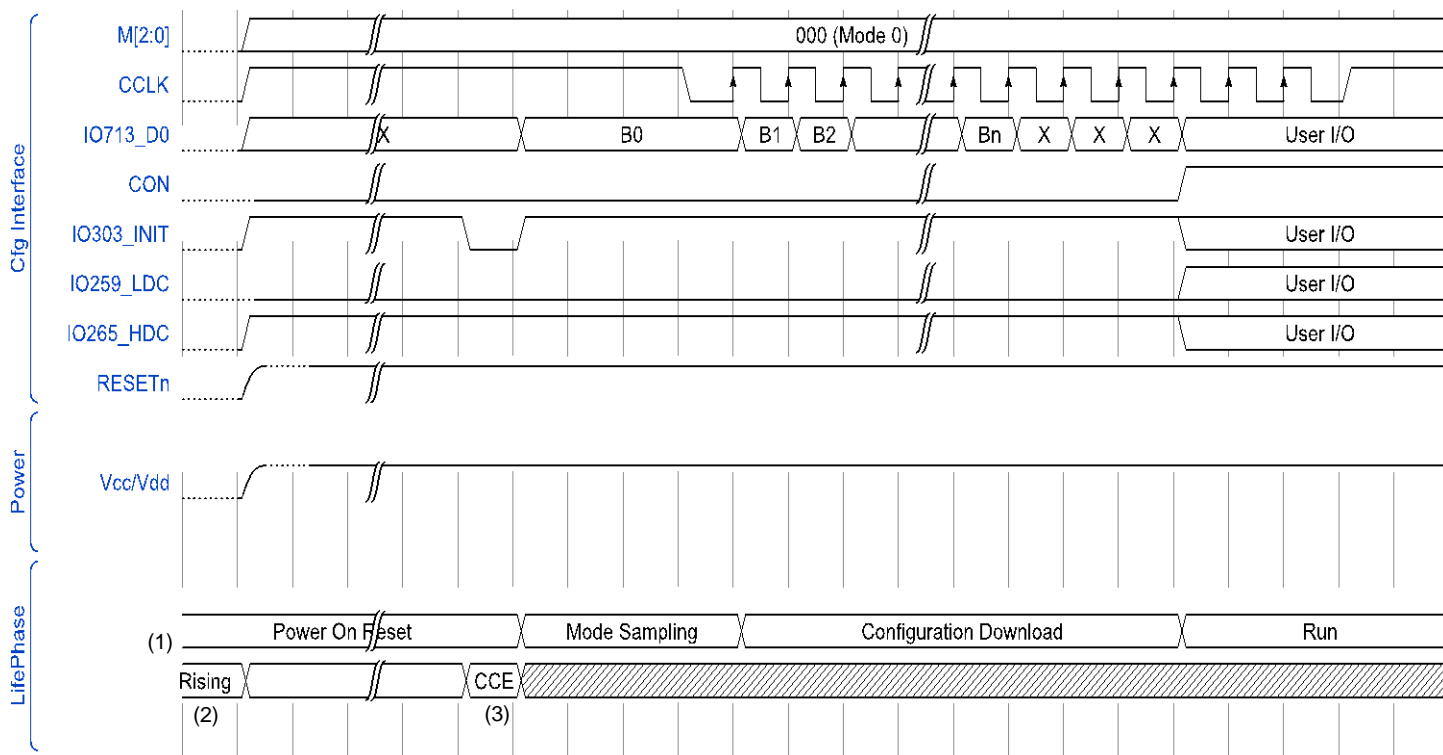 Cfg Interface
M[2:0]
000 (Mode 0)
CCLK
IO713_D0
X
B0
B1
B2
Bn
X
X
X
User I/O
CON
IO303_INIT
User I/O
IO259_LDC
User I/O
IO265_HDC
User I/O
RESETn
Power
Vcc/Vdd
LifePhase
(1)
Power On Reset
Mode Sampling
Configuration Download
Run
Rising
CCE
(2)
(3)